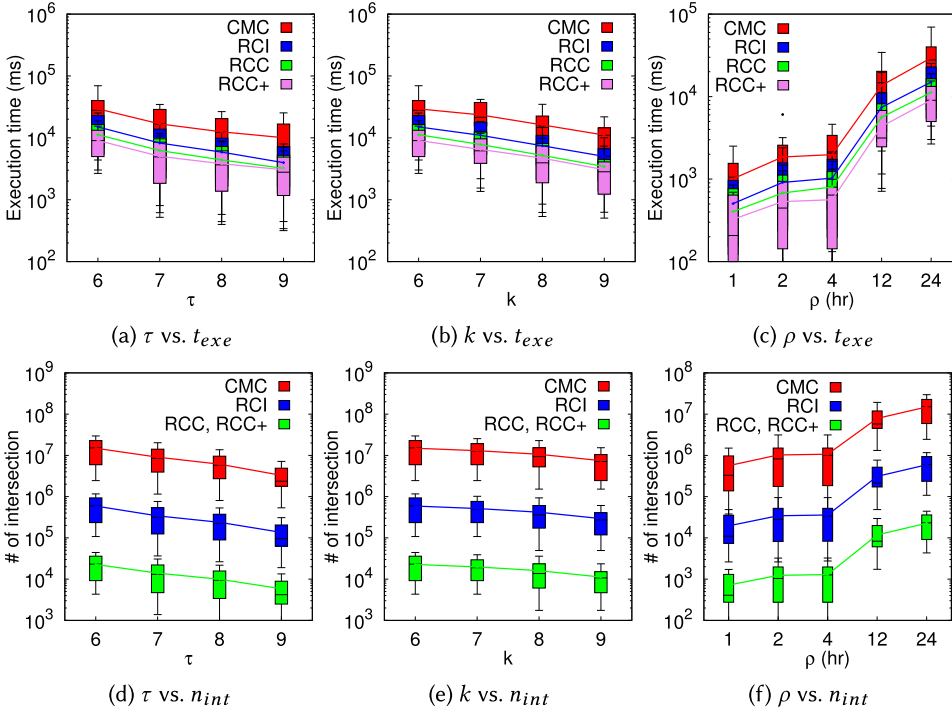 Execution time (ms)
10^6
10^5
10^4
10^3
10^2
CMC
RCI
RCC
RCC+
6 7 8 9
τ
(a) τ vs. t_exe
Execution time (ms)
10^6
10^5
10^4
10^3
10^2
CMC
RCI
RCC
RCC+
6 7 8 9
k
(b) k vs. t_exe
Execution time (ms)
10^5
10^4
10^3
10^2
CMC
RCI
RCC
RCC+
1 2 4 12 24
ρ (hr)
(c) ρ vs. t_exe
# of intersection
10^9
10^8
10^7
10^6
10^5
10^4
10^3
CMC
RCI
RCC, RCC+
6 7 8 9
τ
(d) τ vs. n_int
# of intersection
10^9
10^8
10^7
10^6
10^5
10^4
10^3
CMC
RCI
RCC, RCC+
6 7 8 9
k
(e) k vs. n_int
# of intersection
10^8
10^7
10^6
10^5
10^4
10^3
10^2
CMC
RCI
RCC, RCC+
1 2 4 12 24
ρ (hr)
(f) ρ vs. n_int